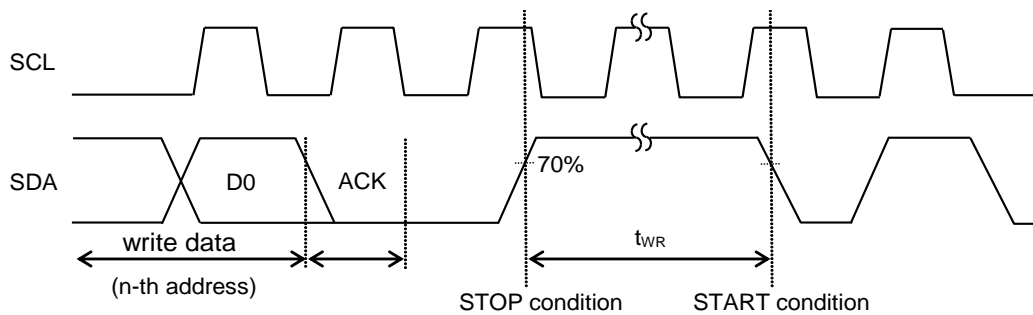 SCL
SDA
D0
ACK
70%
write data
(n-th address)
tWR
STOP condition
START condition